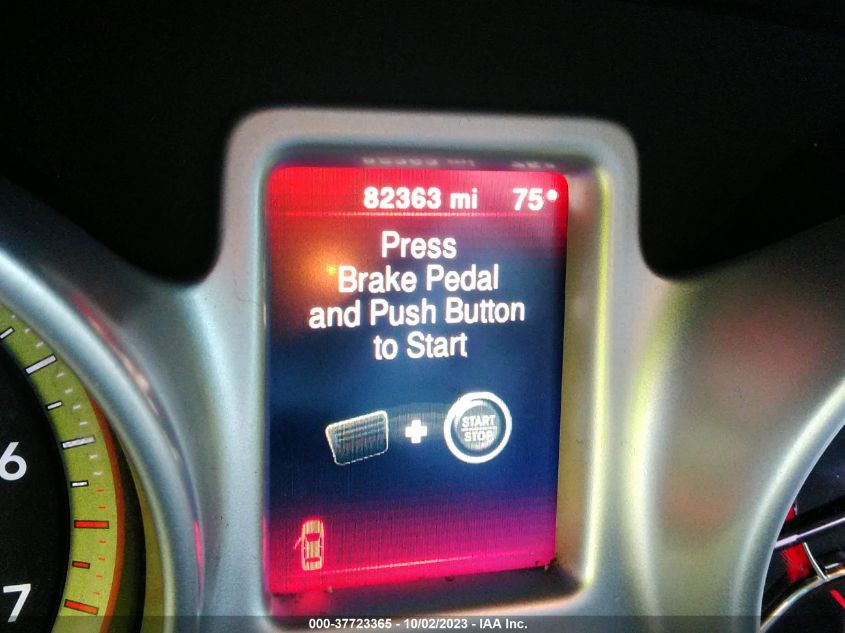 82363 mi 75°
Press
Brake Pedal
and Push Button
to Start
START
STOP
6
7
000-37723365 - 10/02/2023 - IAA Inc.